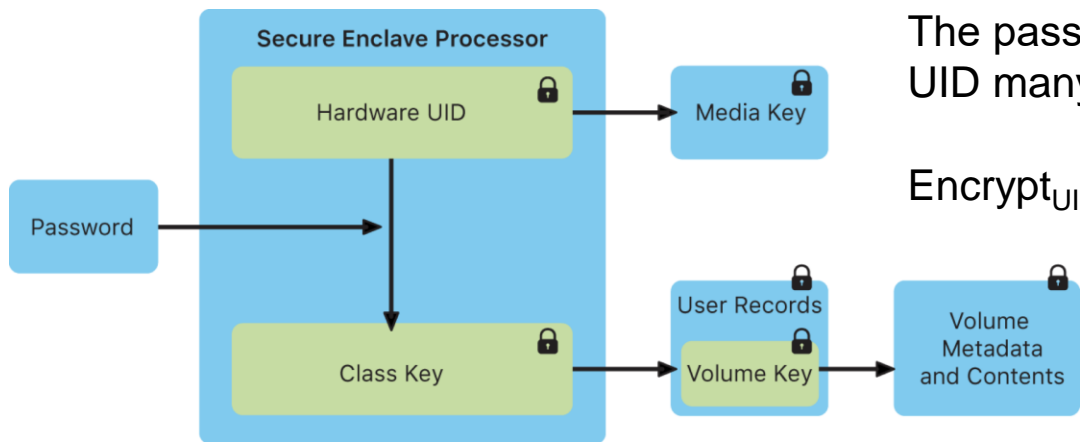 Secure Enclave Processor
Hardware UID
Media Key
Password
Class Key
User Records
Volume Key
Volume
Metadata
and Contents
The pass
UID many
Encrypt